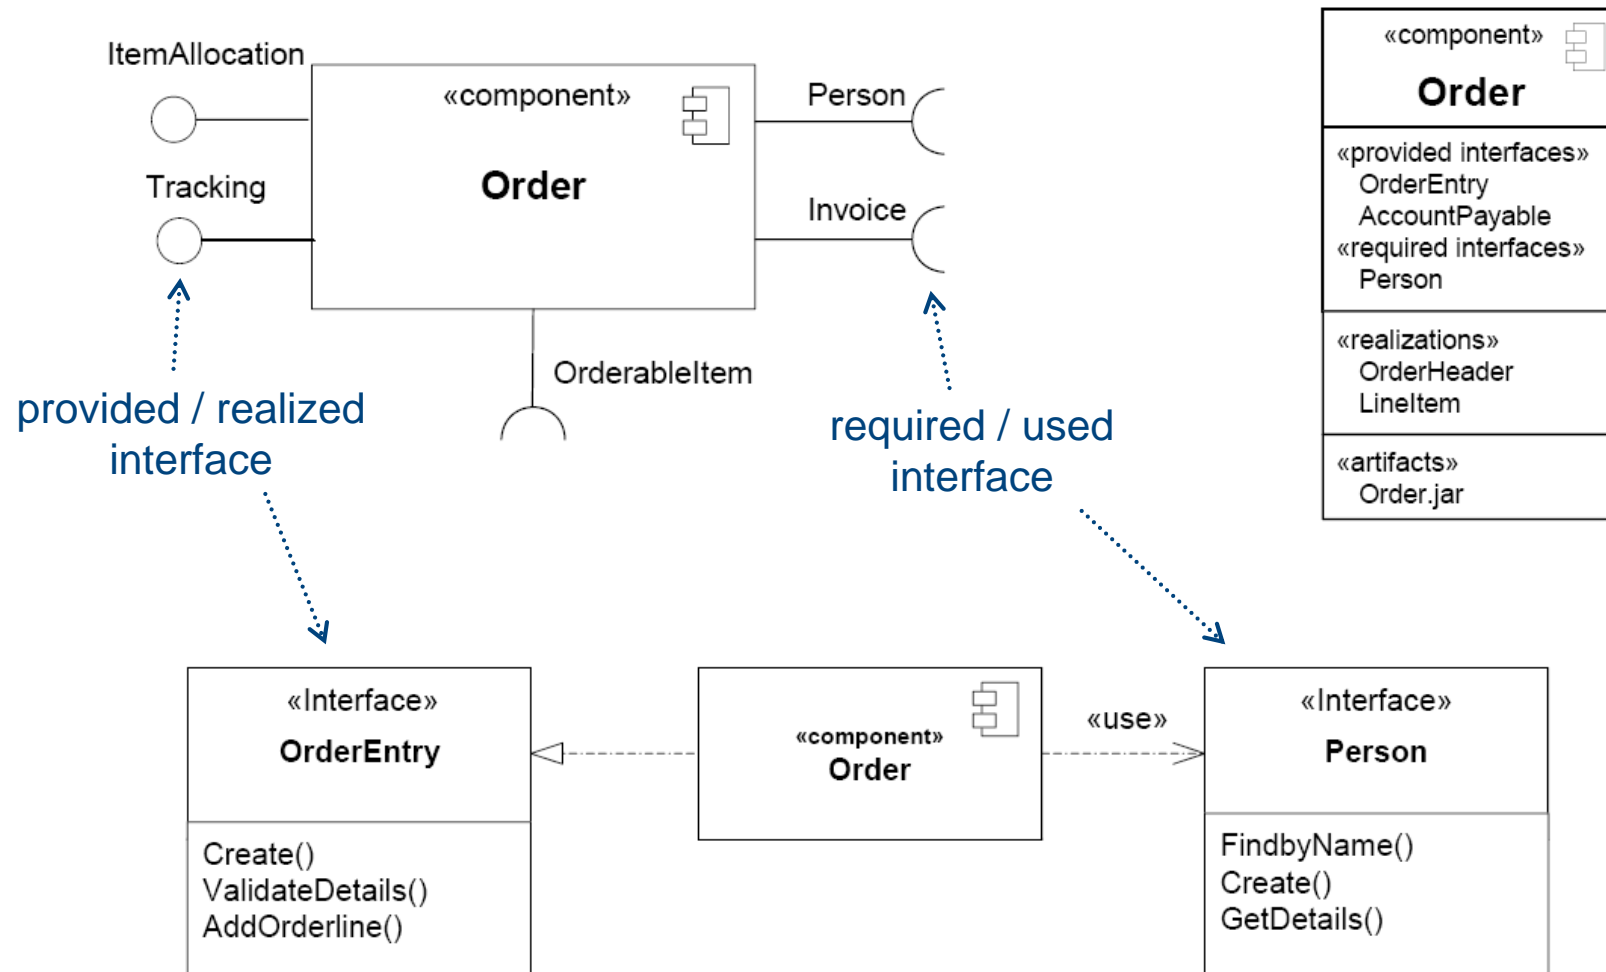 ItemAllocation
Tracking
«component»
Order
Person
Invoice
OrderableItem
provided / realized
interface
required / used
interface
«component»
Order
«provided interfaces»
OrderEntry
AccountPayable
«required interfaces»
Person
«realizations»
OrderHeader
LineItem
«artifacts»
Order.jar
«Interface»
OrderEntry
Create()
ValidateDetails()
AddOrderline()
«component»
Order
«use»
«Interface»
Person
FindbyName()
Create()
GetDetails()